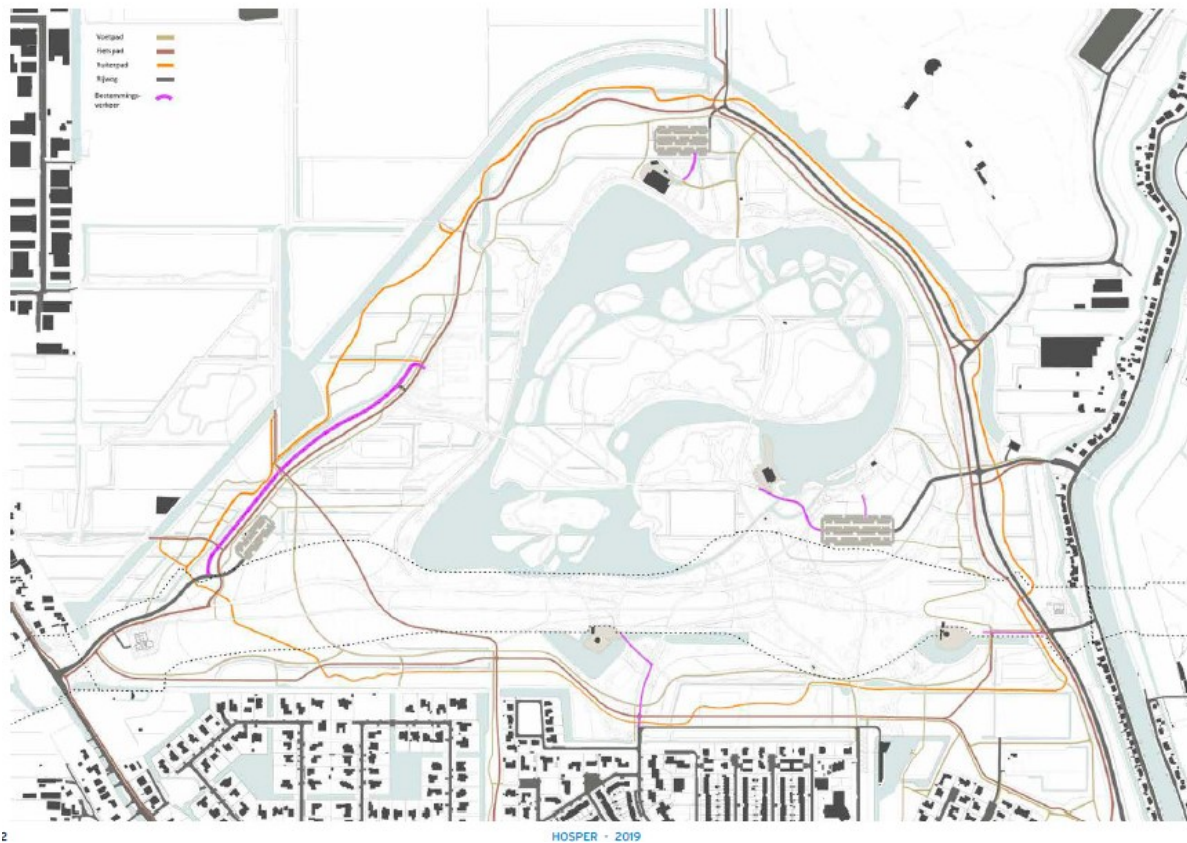 Voetpad
Fietspad
Ruiterpad
Rijweg
Bestemmings-
verkeer
2
HOSPER - 2019